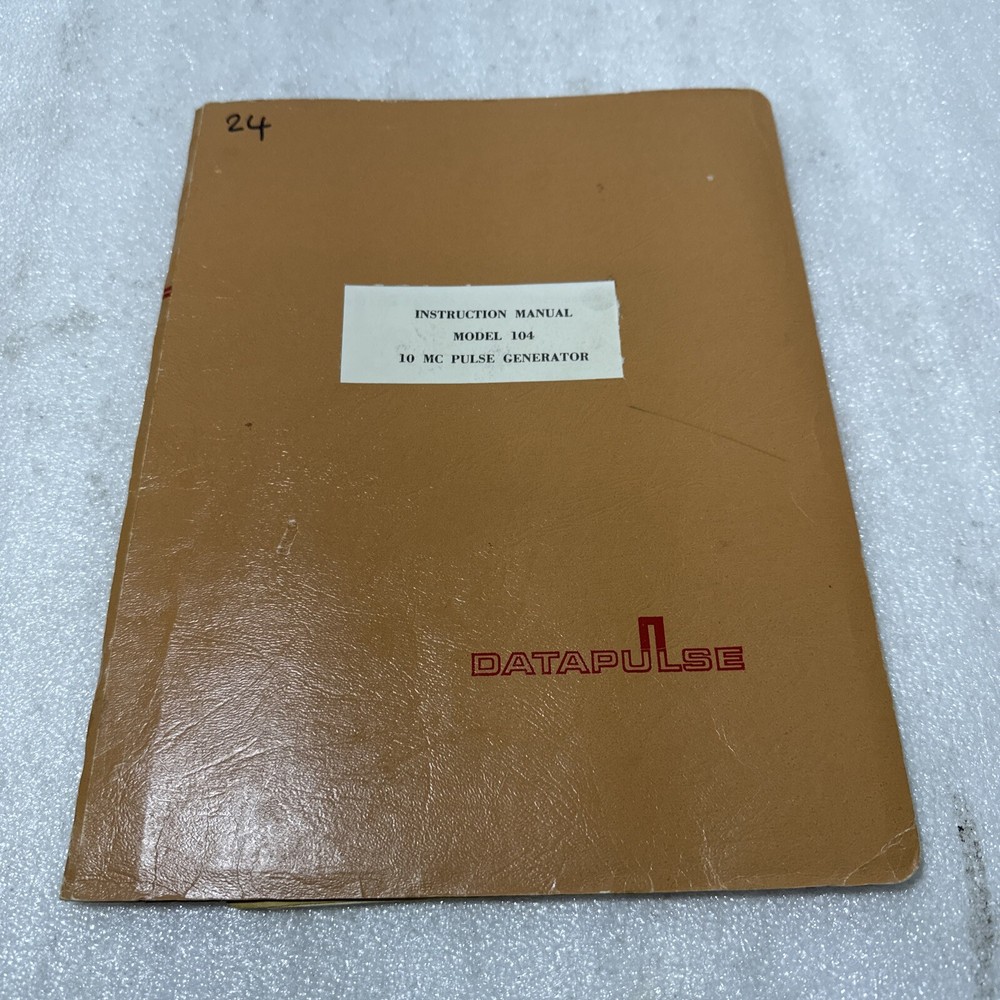 24
INSTRUCTION MANUAL
MODEL 104
10 MC PULSE GENERATOR
DATAPULSE